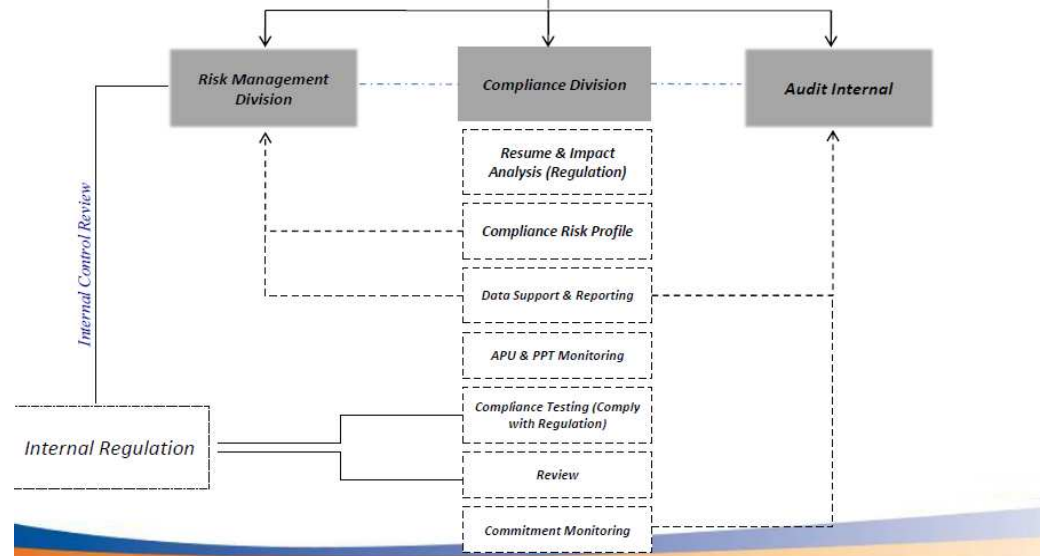 Risk Management
Division
Compliance Division
Audit Internal
Resume & Impact
Analysis (Regulation)
Compliance Risk Profile
Internal Control Review
Data Support & Reporting
APU & PPT Monitoring
Compliance Testing (Comply
with Regulation)
Internal Regulation
Review
Commitment Monitoring